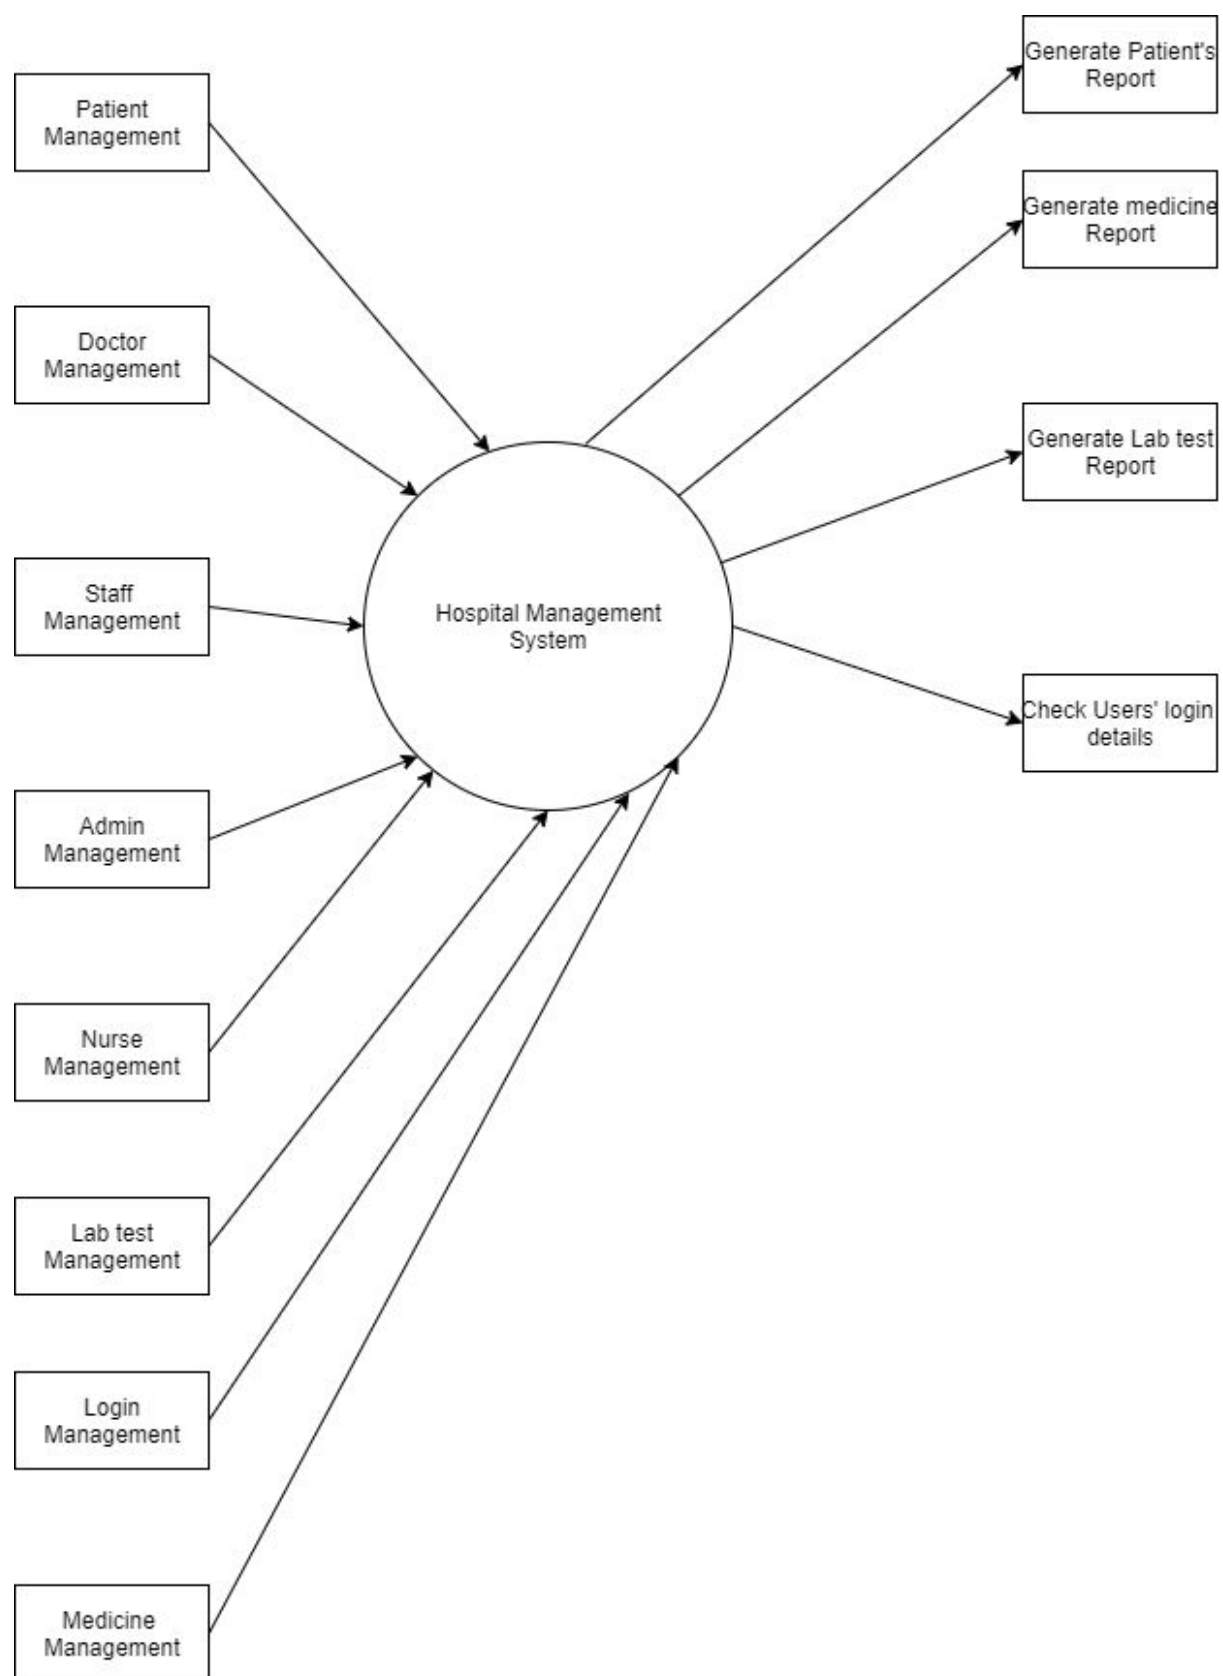 Patient
Management
Doctor
Management
Staff
Management
Admin
Management
Nurse
Management
Lab test
Management
Login
Management
Medicine
Management
Hospital Management
System
Generate Patient's
Report
Generate medicine
Report
Generate Lab test
Report
Check Users' login
details